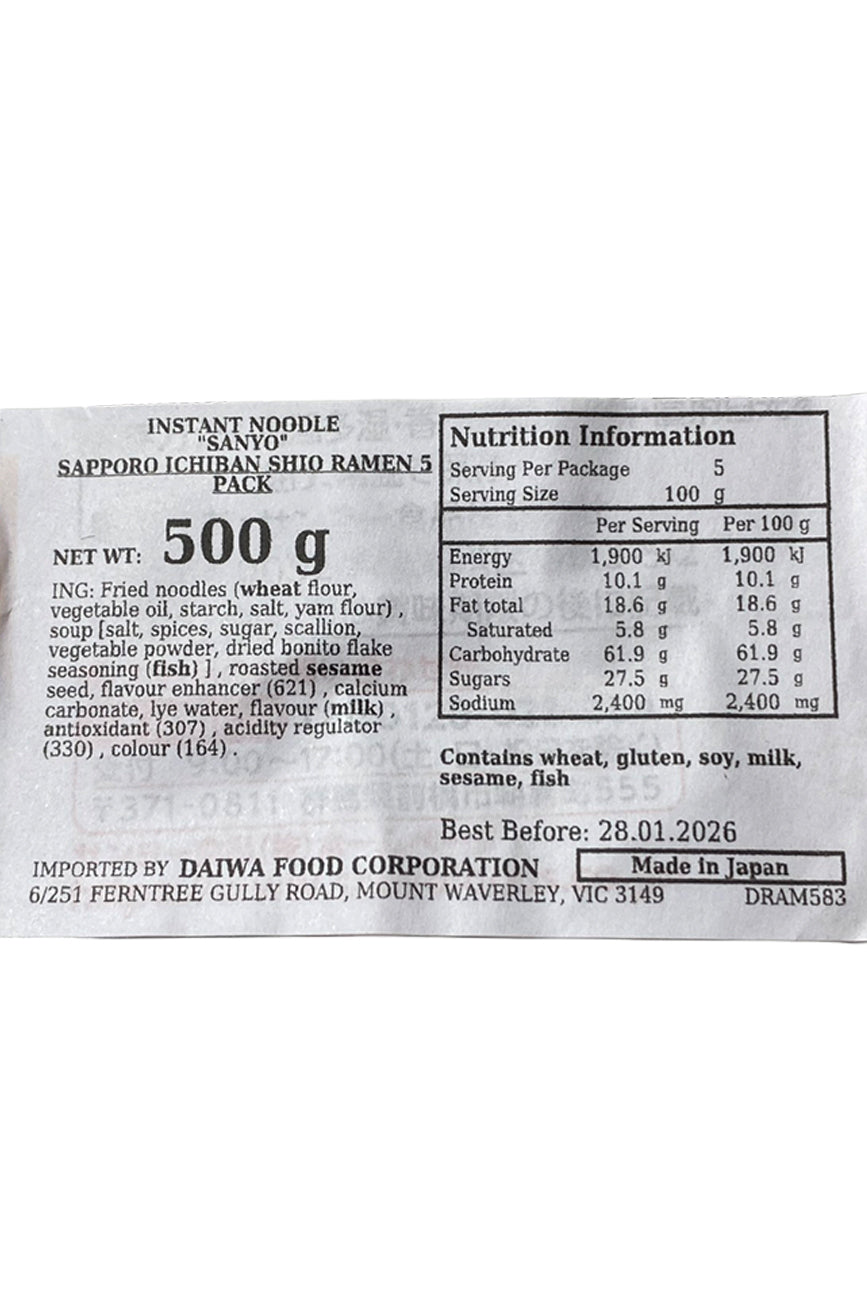 INSTANT NOODLE
"SANYO"
SAPPORO ICHIBAN SHIO RAMEN 5
PACK
NET WT: 500 g
ING: Fried noodles (wheat flour,
vegetable oil, starch, salt, yam flour) ,
soup [salt, spices, sugar, scallion,
vegetable powder, dried bonito flake
seasoning (fish) ] , roasted sesame
seed, flavour enhancer (621) , calcium
carbonate, lye water, flavour (milk) ,
antioxidant (307) , acidity regulator
(330) , colour (164) .
Nutrition Information
Serving Per Package 5
Serving Size 100 g
Per Serving Per 100 g
Energy 1,900 kJ 1,900 kJ
Protein 10.1 g 10.1 g
Fat total 18.6 g 18.6 g
Saturated 5.8 g 5.8 g
Carbohydrate 61.9 g 61.9 g
Sugars 27.5 g 27.5 g
Sodium 2,400 mg 2,400 mg
Contains wheat, gluten, soy, milk,
sesame, fish
Best Before: 28.01.2026
Made in Japan
IMPORTED BY DAIWA FOOD CORPORATION
6/251 FERNTREE GULLY ROAD, MOUNT WAVERLEY, VIC 3149
DRAM583